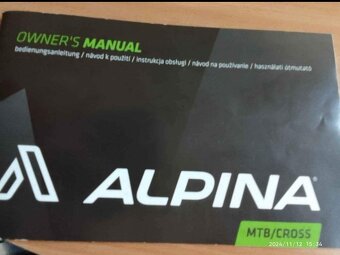 OWNER'S MANUAL
bedienungsanleitung / návod k použití / instrukcja obsługi / návod na používanie / használati útmutató
ALPINA®
MTB/CROSS
2024/11/12 15:34